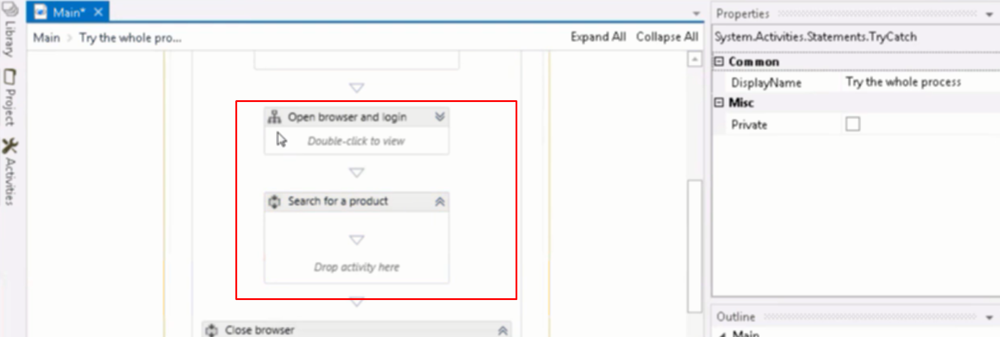 Main*
Properties
Library
Main > Try the whole pro...
Expand All Collapse All
System.Activities.Statements.TryCatch
Common
DisplayName Try the whole process
Misc
Private
Project
Activities
Open browser and login
Double-click to view
Search for a product
Drop activity here
Close browser
Outline
Main